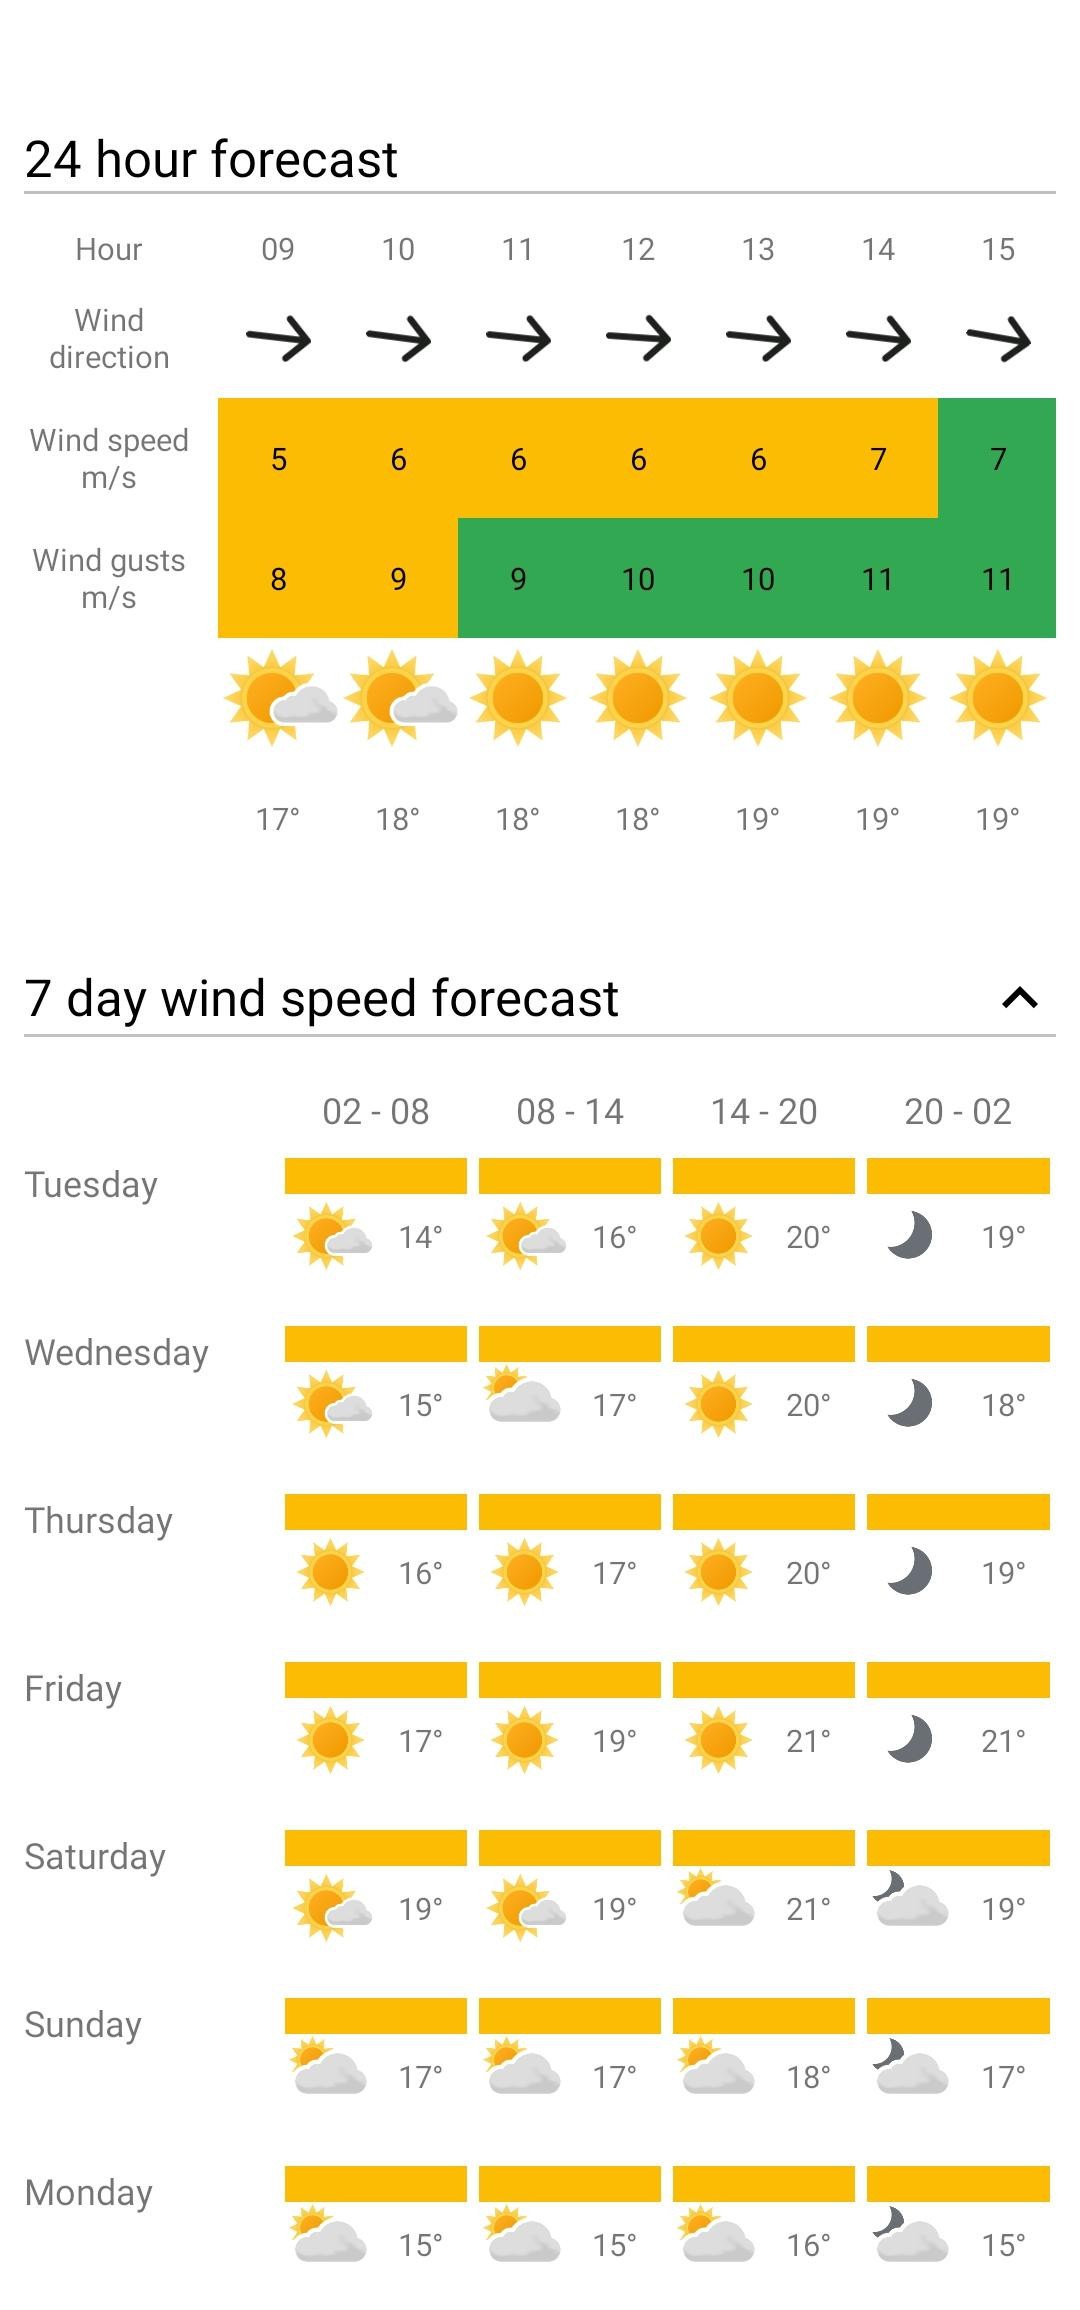 24 hour forecast
Hour 09 10 11 12 13 14 15
Wind
direction
Wind speed
m/s
5 6 6 6 6 7 7
Wind gusts
m/s
8 9 9 10 10 11 11
17° 18° 18° 18° 19° 19° 19°
7 day wind speed forecast
02 - 08 08 - 14 14 - 20 20 - 02
Tuesday
14° 16° 20° 19°
Wednesday
15° 17° 20° 18°
Thursday
16° 17° 20° 19°
Friday
17° 19° 21° 21°
Saturday
19° 19° 21° 19°
Sunday
17° 17° 18° 17°
Monday
15° 15° 16° 15°